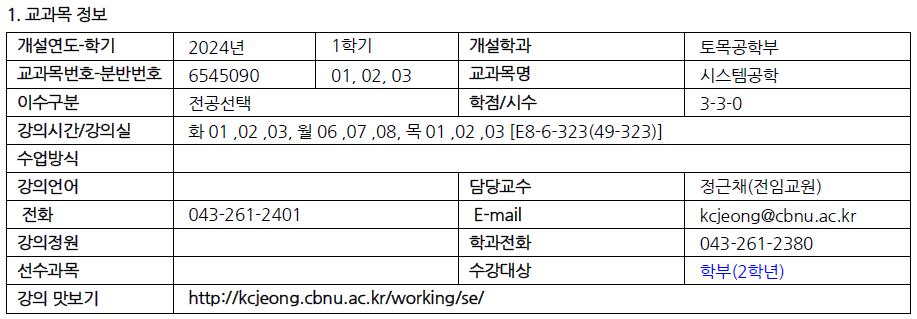 1. 교과목 정보
개설연도-학기 2024년 1학기 개설학과 토목공학부
교과목번호-분반번호 6545090 01, 02, 03 교과목명 시스템공학
이수구분 전공선택 학점/시수 3-3-0
강의시간/강의실 화 01 ,02 ,03, 월 06 ,07 ,08, 목 01 ,02 ,03 [E8-6-323(49-323)]
수업방식
강의언어 담당교수 정근채(전임교원)
전화 043-261-2401 E-mail kcjeong@cbnu.ac.kr
강의정원 학과전화 043-261-2380
선수과목 수강대상 학부(2학년)
강의 맛보기 http://kcjeong.cbnu.ac.kr/working/se/